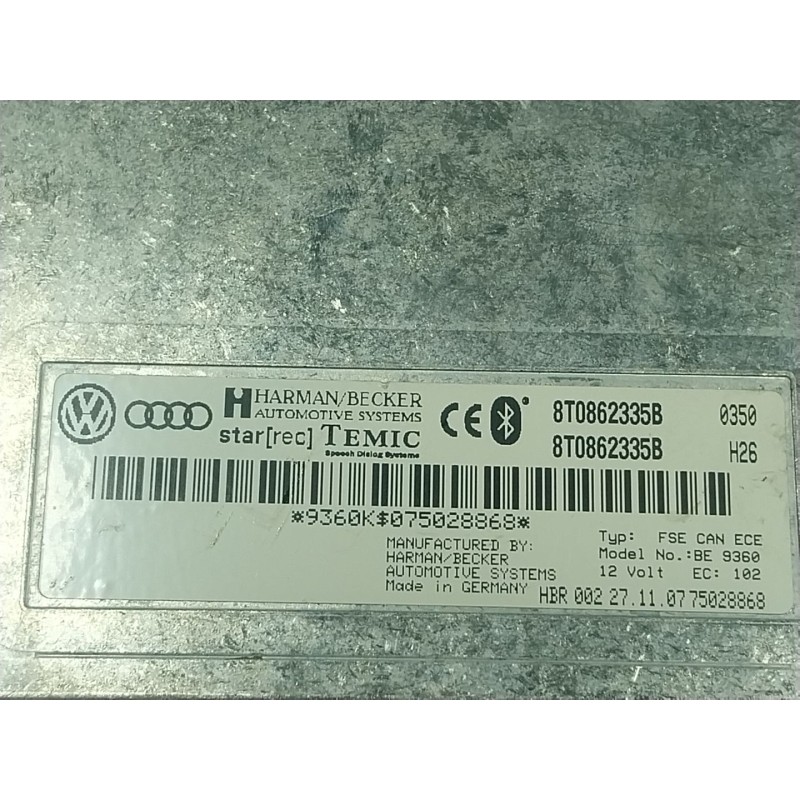 HARMAN/BECKER
AUTOMOTIVE SYSTEMS
star[rec] TEMIC
Speech Dialog Systems
CE
8T0862335B 0350
8T0862335B H26
*9360K$075028868*
MANUFACTURED BY:
HARMAN/BECKER
AUTOMOTIVE SYSTEMS
Made in GERMANY
Typ: FSE CAN ECE
Model No.:BE 9360
12 Volt EC: 102
HBR 002 27.11.0775028868